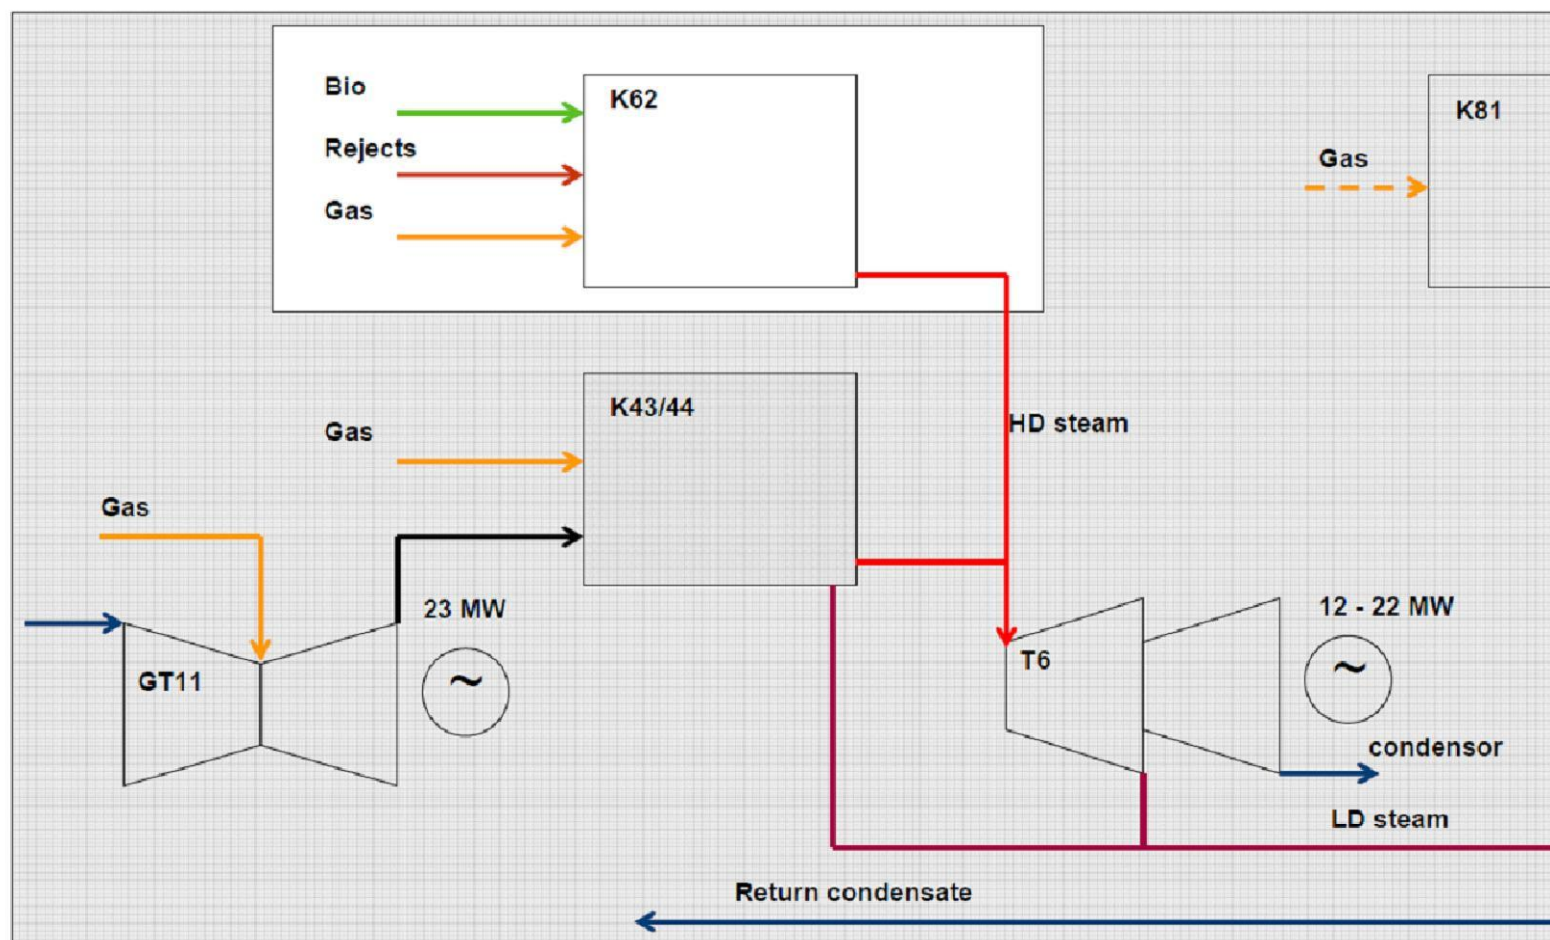 Bio
K62
Rejects
Gas
K81
Gas
K43/44
Gas
HD steam
Gas
23 MW
GT11
~
12 - 22 MW
T6
~
condensor
LD steam
Return condensate